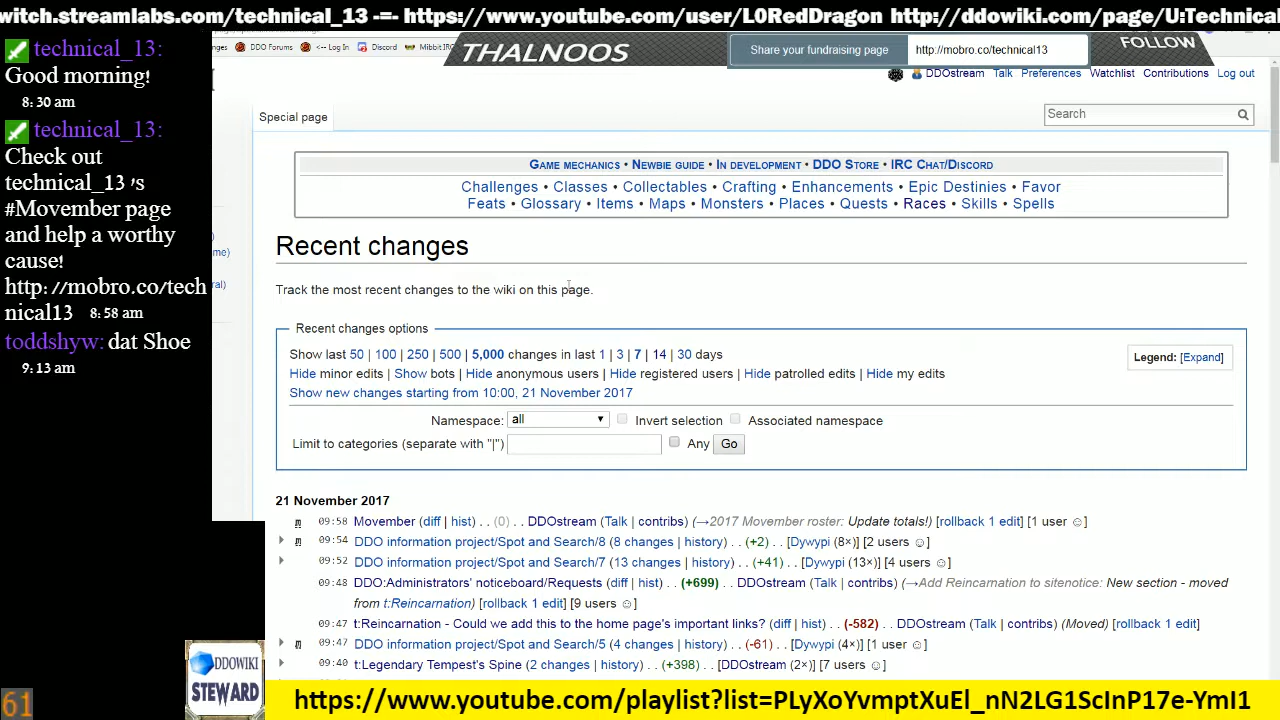 witch.streamlabs.com/technical_13 -=- https://www.youtube.com/user/L0RedDragon http://ddowiki.com/page/U:Technical
technical_13:
Good morning!
8:30 am
technical_13:
Check out
technical_13 's
#Movember page
and help a worthy
cause!
http://mobro.co/tech
nical13 8:58 am
toddshyw: dat Shoe
9:13 am
nges DDO Forums <-- Log In Discord Mibbit IR
THALNOOS
Share your fundraising page http://mobro.co/technical13
FOLLOW
DDOstream Talk Preferences Watchlist Contributions Log out
Special page
Search
GAME MECHANICS • NEWBIE GUIDE • IN DEVELOPMENT • DDO STORE • IRC CHAT/DISCORD
Challenges • Classes • Collectables • Crafting • Enhancements • Epic Destinies • Favor
Feats • Glossary • Items • Maps • Monsters • Places • Quests • Races • Skills • Spells
Recent changes
Track the most recent changes to the wiki on this page.
Recent changes options
Show last 50 | 100 | 250 | 500 | 5,000 changes in last 1 | 3 | 7 | 14 | 30 days
Legend: [Expand]
Hide minor edits | Show bots | Hide anonymous users | Hide registered users | Hide patrolled edits | Hide my edits
Show new changes starting from 10:00, 21 November 2017
Namespace: all Invert selection Associated namespace
Limit to categories (separate with "|") Any Go
21 November 2017
m 09:58 Movember (diff | hist) . . (0) . . DDOstream (Talk | contribs) (→2017 Movember roster: Update totals!) [rollback 1 edit] [1 user ☺]
m 09:54 DDO information project/Spot and Search/8 (8 changes | history) . . (+2) . . [Dywypi (8×)] [2 users ☺]
09:52 DDO information project/Spot and Search/7 (13 changes | history) . . (+41) . . [Dywypi (13×)] [4 users ☺]
09:48 DDO:Administrators' noticeboard/Requests (diff | hist) . . (+699) . . DDOstream (Talk | contribs) (→Add Reincarnation to sitenotice: New section - moved
from t:Reincarnation) [rollback 1 edit] [9 users ☺]
09:47 t:Reincarnation - Could we add this to the home page's important links? (diff | hist) . . (-582) . . DDOstream (Talk | contribs) (Moved) [rollback 1 edit]
m 09:47 DDO information project/Spot and Search/5 (4 changes | history) . . (-61) . . [Dywypi (4×)] [1 user ☺]
09:40 t:Legendary Tempest's Spine (2 changes | history) . . (+398) . . [DDOstream (2×)] [7 users ☺]
DDOWIKI
STEWARD
61
https://www.youtube.com/playlist?list=PLyXoYvmptXuEl_nN2LG1ScInP17e-YmI1